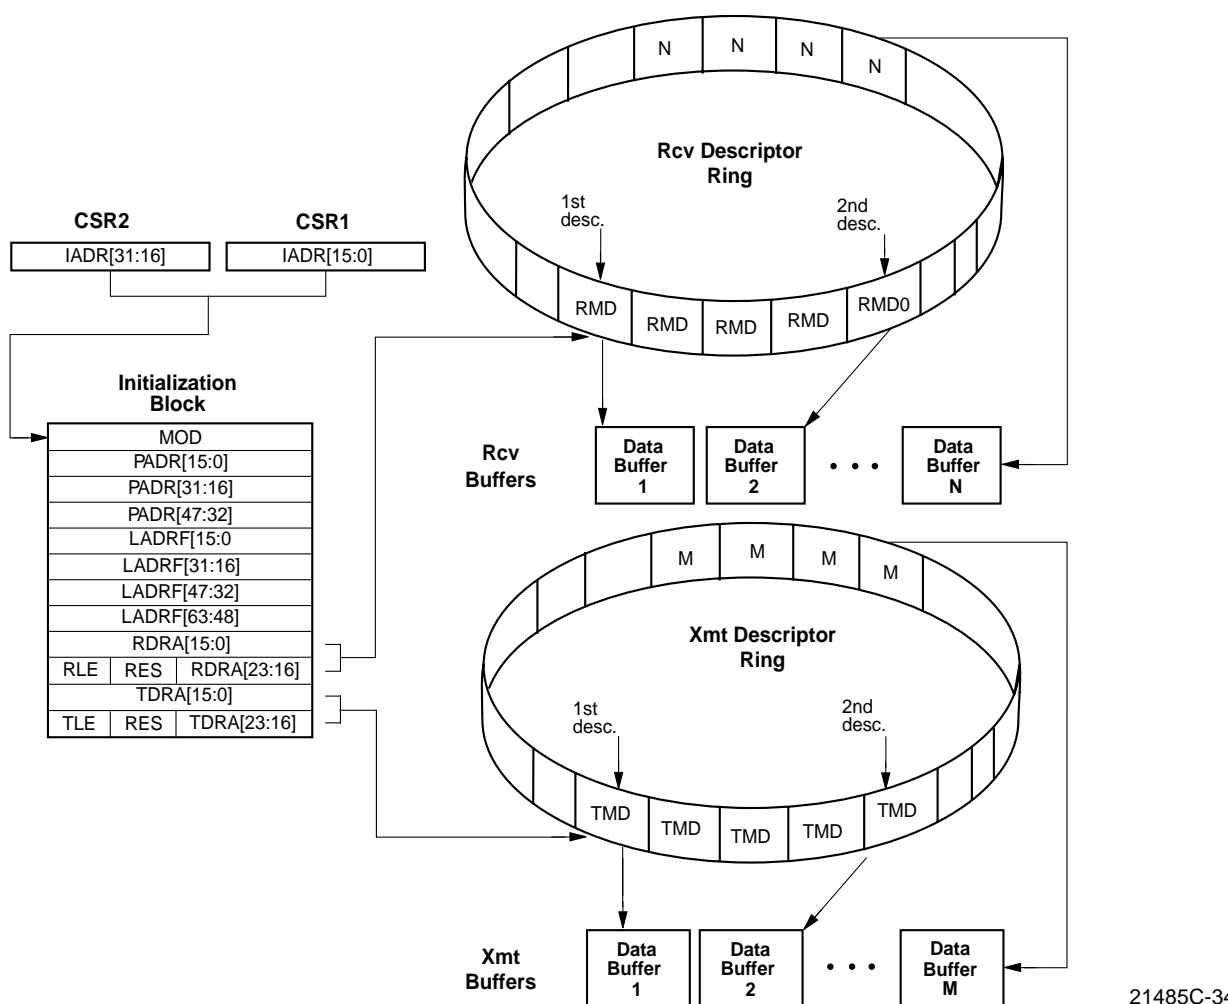 N N N N
Rcv Descriptor
Ring
1st
desc.
2nd
desc.
CSR2 CSR1
IADR[31:16] IADR[15:0]
RMD RMD RMD RMD RMD0
Initialization
Block
MOD
PADR[15:0]
PADR[31:16]
PADR[47:32]
LADRF[15:0
LADRF[31:16]
LADRF[47:32]
LADRF[63:48]
RDRA[15:0]
RLE RES RDRA[23:16]
TDRA[15:0]
TLE RES TDRA[23:16]
Rcv
Buffers
Data
Buffer
1
Data
Buffer
2
• • •
Data
Buffer
N
M M M M
Xmt Descriptor
Ring
1st
desc.
2nd
desc.
TMD TMD TMD TMD TMD
Xmt
Buffers
Data
Buffer
1
Data
Buffer
2
• • •
Data
Buffer
M